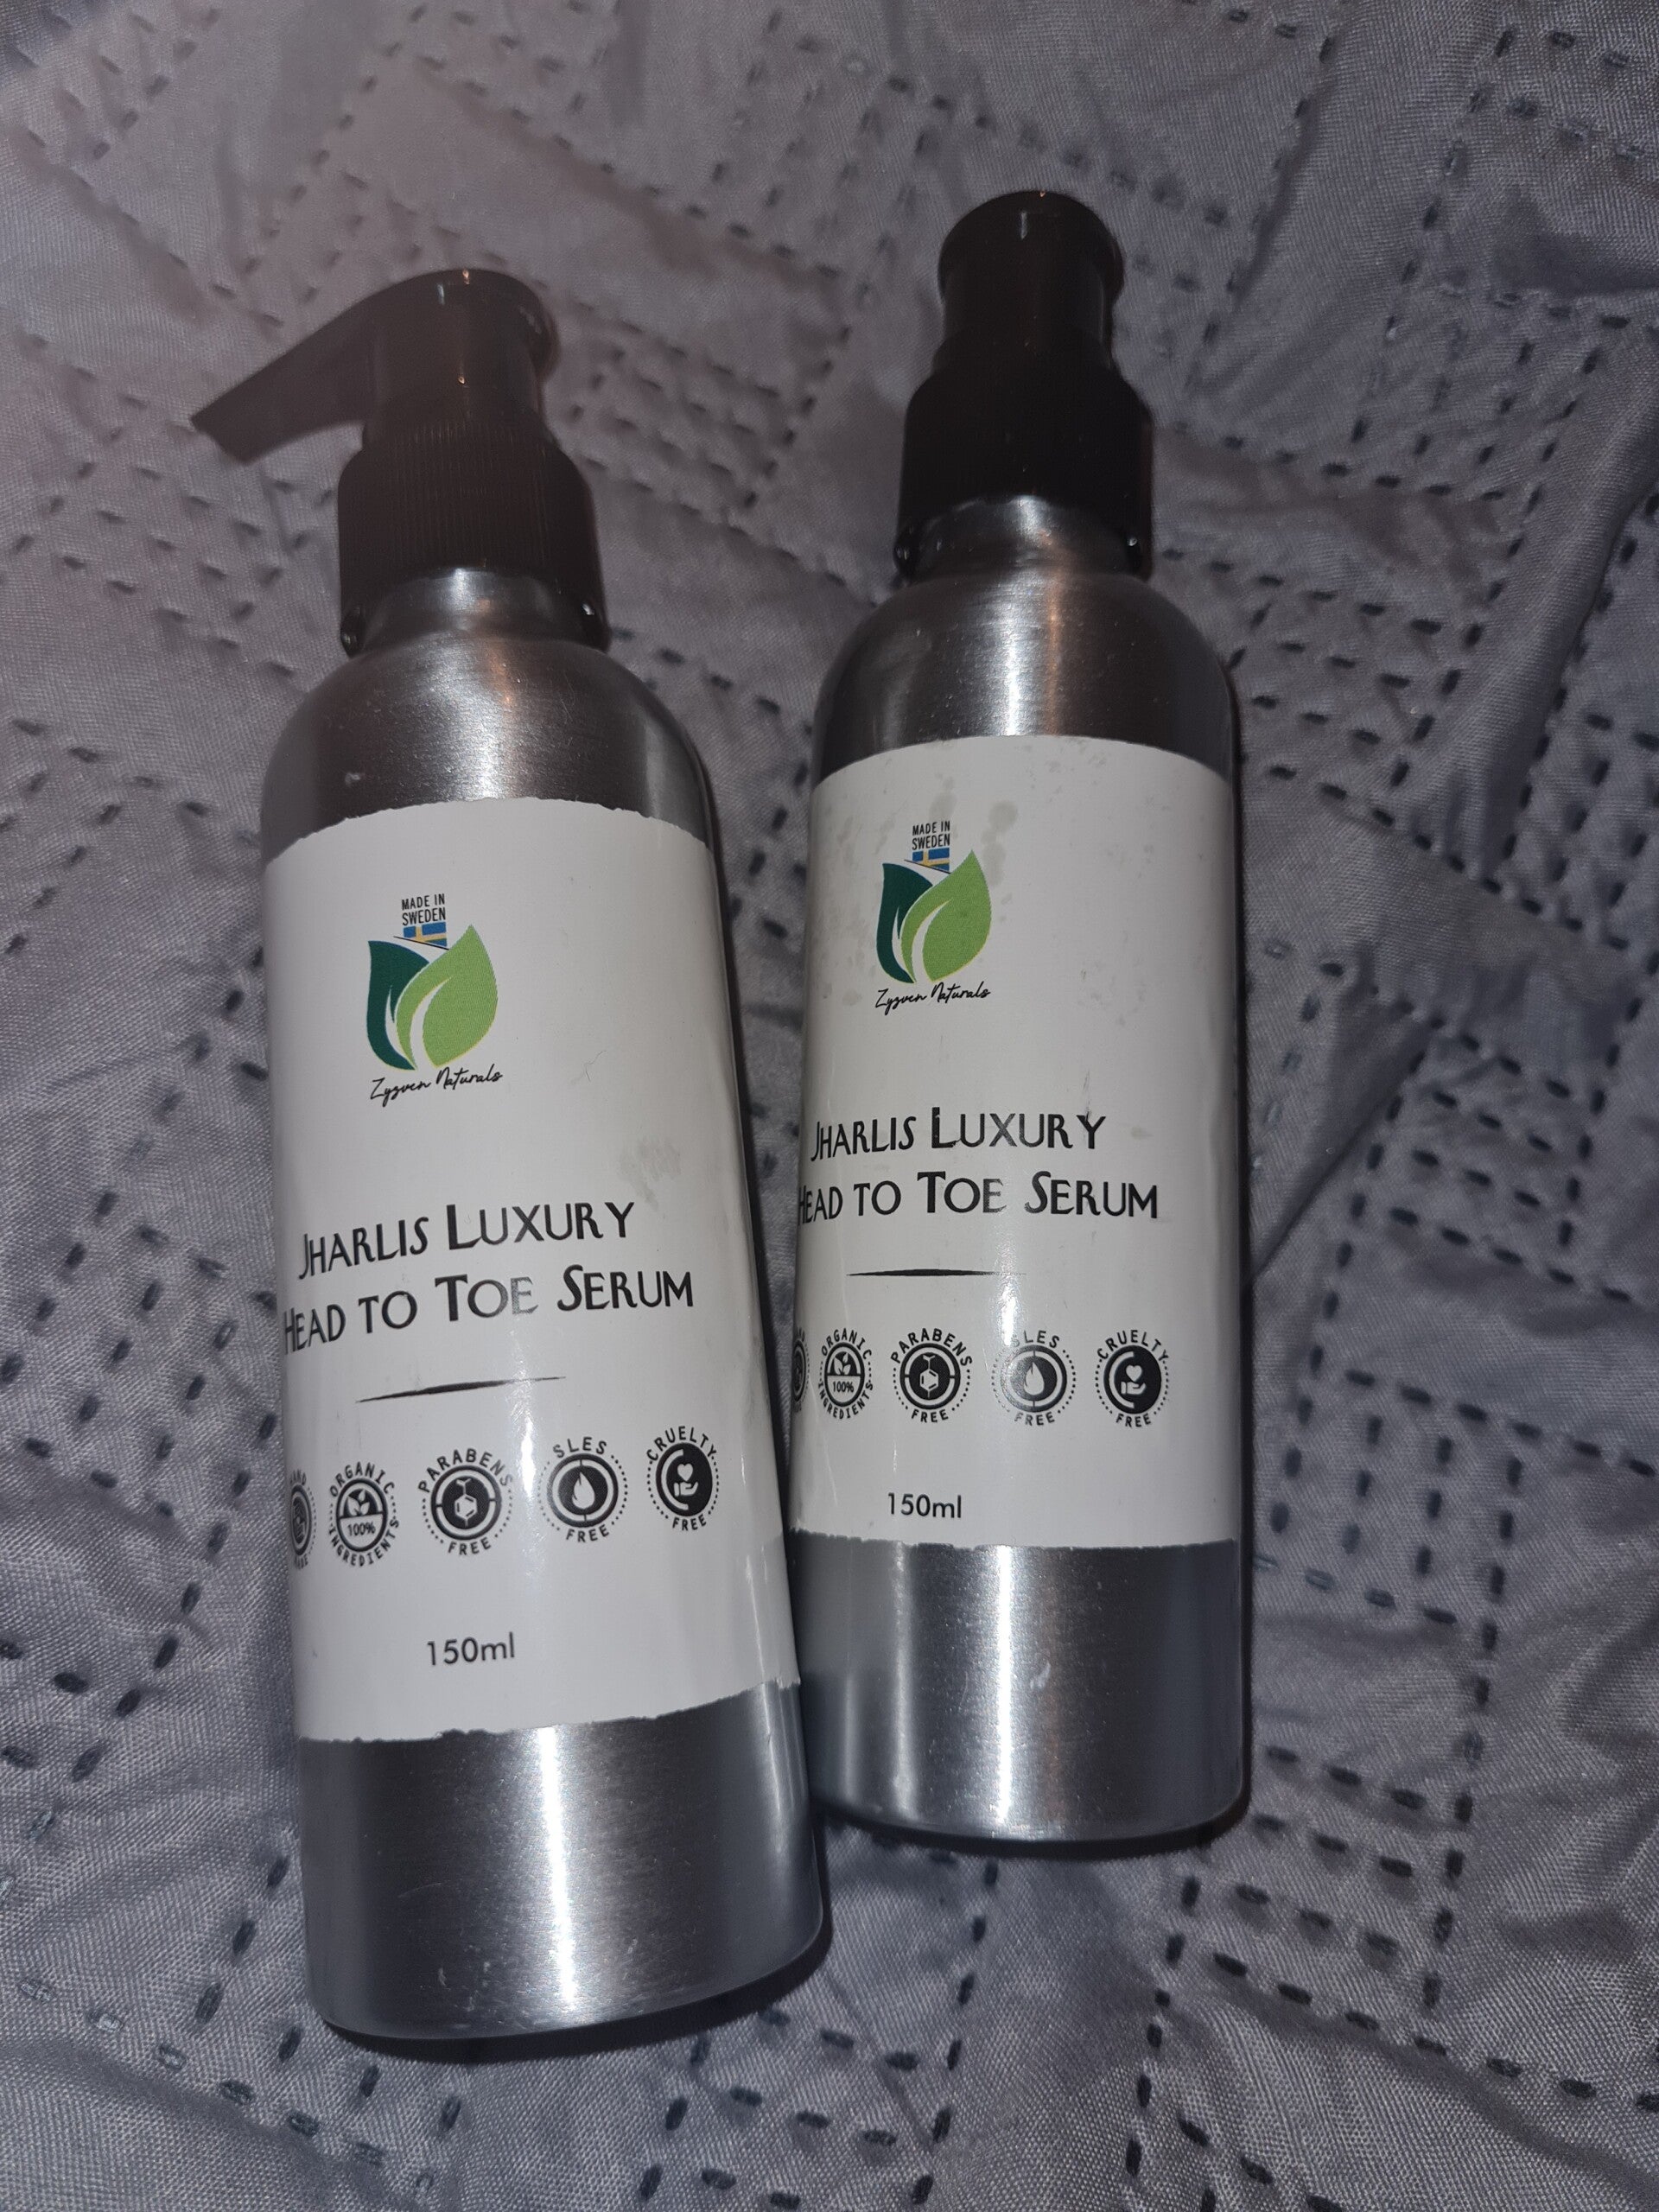 MADE IN
SWEDEN
Zyzven Naturals
JHARLIS LUXURY
HEAD TO TOE SERUM
ORGANIC
100%
INGREDIENTS
PARABENS
FREE
SLES
FREE
CRUELTY
FREE
150ml
MADE IN
SWEDEN
Zyzven Naturals
JHARLIS LUXURY
HEAD TO TOE SERUM
ORGANIC
100%
INGREDIENTS
PARABENS
FREE
SLES
FREE
CRUELTY
FREE
150ml